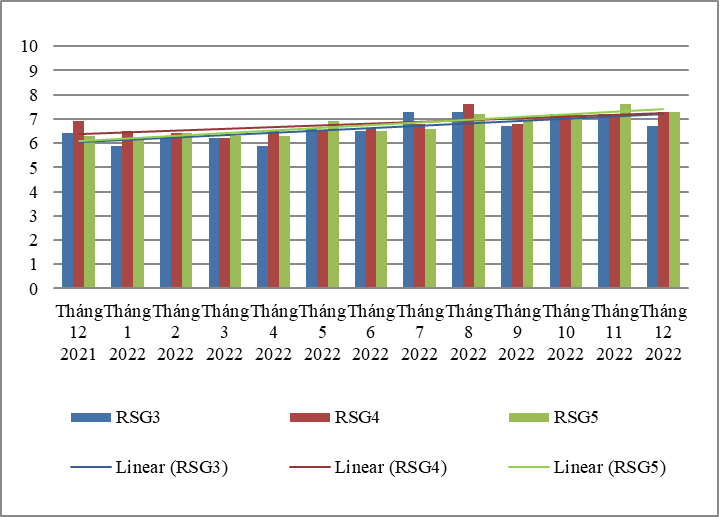 10
9
8
7
6
5
4
3
2
1
0
Tháng Tháng Tháng Tháng Tháng Tháng Tháng Tháng Tháng Tháng Tháng Tháng Tháng
12 1 2 3 4 5 6 7 8 9 10 11 12
2021 2022 2022 2022 2022 2022 2022 2022 2022 2022 2022 2022 2022
RSG3 RSG4 RSG5
Linear (RSG3) Linear (RSG4) Linear (RSG5)